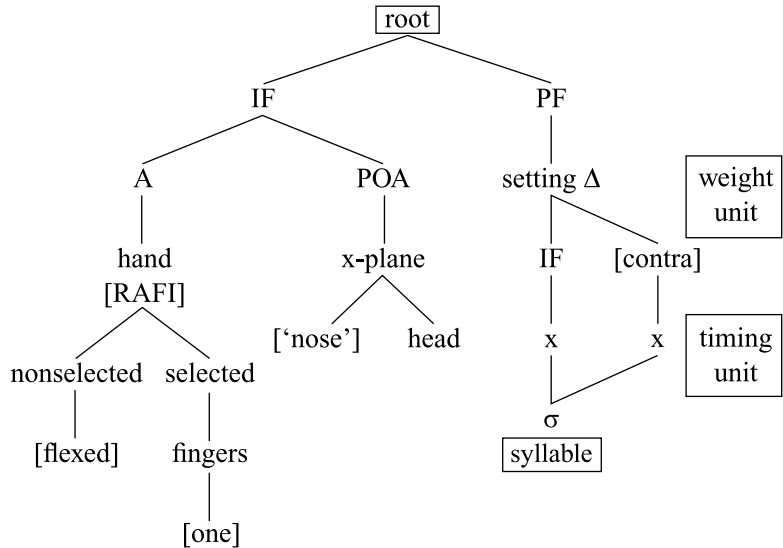 root
IF PF
A POA setting Δ weight
unit
hand x-plane IF [contra]
[RAFI]
[‘nose’] head x x timing
nonselected selected unit
σ
[flexed] fingers syllable
[one]